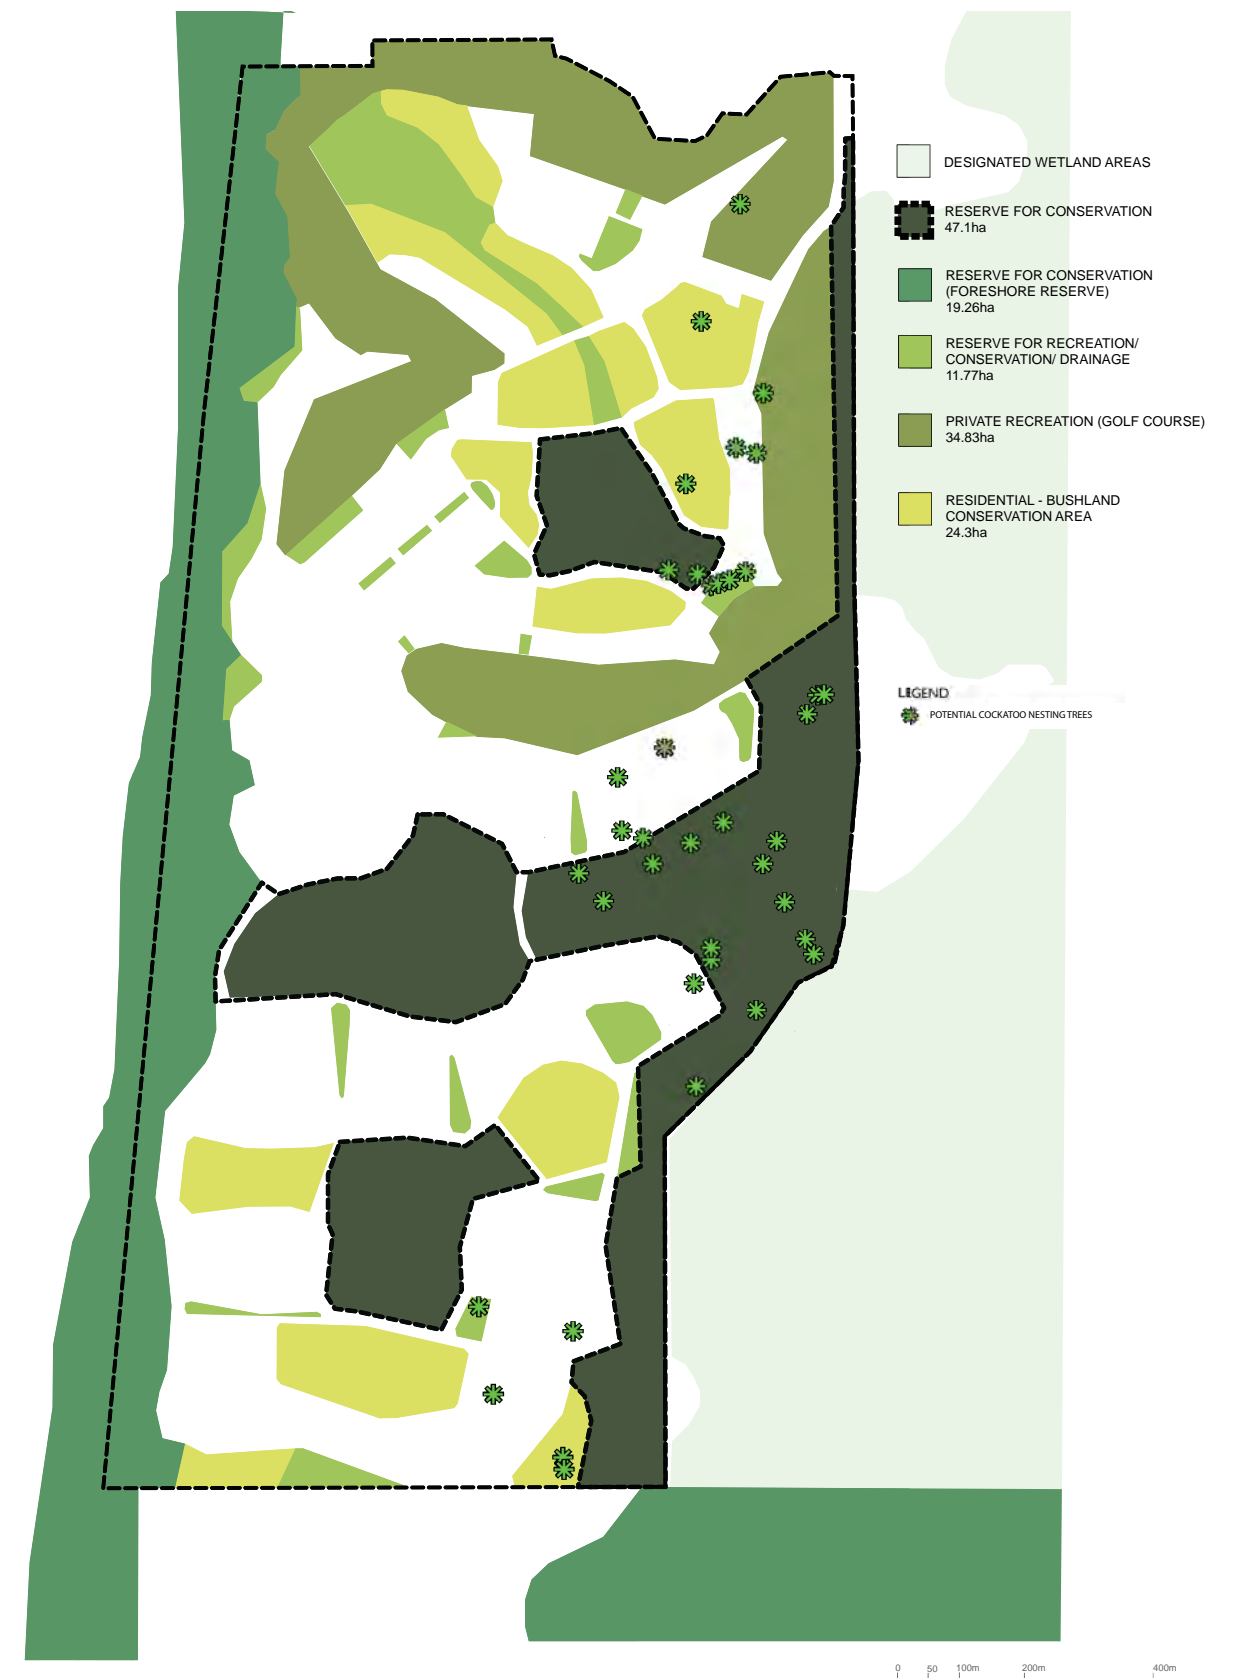 DESIGNATED WETLAND AREAS
RESERVE FOR CONSERVATION
47.1ha
RESERVE FOR CONSERVATION
(FORESHORE RESERVE)
19.26ha
RESERVE FOR RECREATION/
CONSERVATION/ DRAINAGE
11.77ha
PRIVATE RECREATION (GOLF COURSE)
34.83ha
RESIDENTIAL - BUSHLAND
CONSERVATION AREA
24.3ha
LEGEND
POTENTIAL COCKATOO NESTING TREES
0 50 100m 200m 400m